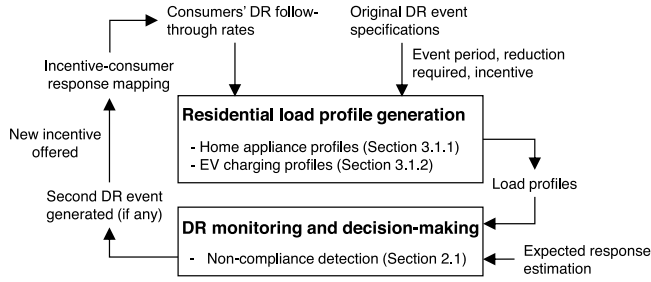 Consumers' DR follow-
through rates
Original DR event
specifications
Incentive-consumer
response mapping
Event period, reduction
required, incentive
Residential load profile generation
- Home appliance profiles (Section 3.1.1)
- EV charging profiles (Section 3.1.2)
New incentive
offered
Load profiles
Second DR event
generated (if any)
DR monitoring and decision-making
- Non-compliance detection (Section 2.1)
Expected response
estimation